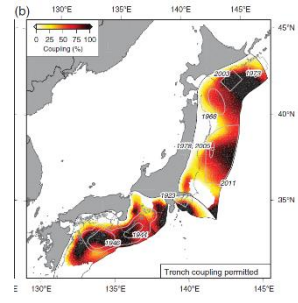 (b)
130°E 135°E 140°E 145°E
0 25 50 75 100
Coupling (%)
45°N
2003
1973
1968
40°N
1978, 2005
1923
2011
35°N
1944
1946
Trench coupling permitted
130°E 135°E 140°E 145°E